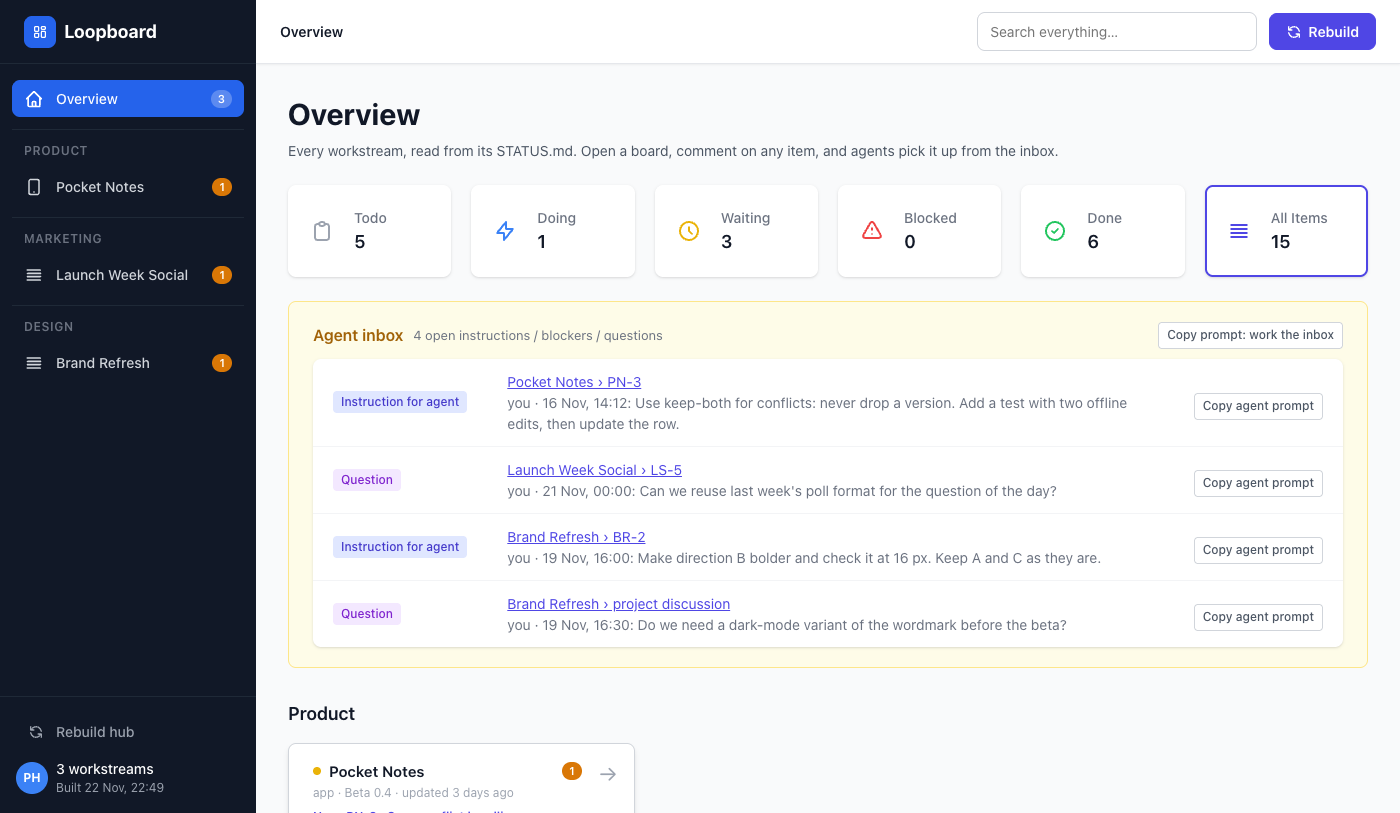 Loopboard
Overview
3
PRODUCT
Pocket Notes
1
MARKETING
Launch Week Social
1
DESIGN
Brand Refresh
1
Rebuild hub
PH
3 workstreams
Built 22 Nov, 22:49
Overview
Search everything...
Rebuild
Overview
Every workstream, read from its STATUS.md. Open a board, comment on any item, and agents pick it up from the inbox.
Todo
5
Doing
1
Waiting
3
Blocked
0
Done
6
All Items
15
Agent inbox
4 open instructions / blockers / questions
Copy prompt: work the inbox
Instruction for agent
Pocket Notes › PN-3
you · 16 Nov, 14:12: Use keep-both for conflicts: never drop a version. Add a test with two offline
edits, then update the row.
Copy agent prompt
Question
Launch Week Social › LS-5
you · 21 Nov, 00:00: Can we reuse last week's poll format for the question of the day?
Copy agent prompt
Instruction for agent
Brand Refresh › BR-2
you · 19 Nov, 16:00: Make direction B bolder and check it at 16 px. Keep A and C as they are.
Copy agent prompt
Question
Brand Refresh › project discussion
you · 19 Nov, 16:30: Do we need a dark-mode variant of the wordmark before the beta?
Copy agent prompt
Product
Pocket Notes
1
app · Beta 0.4 · updated 3 days ago